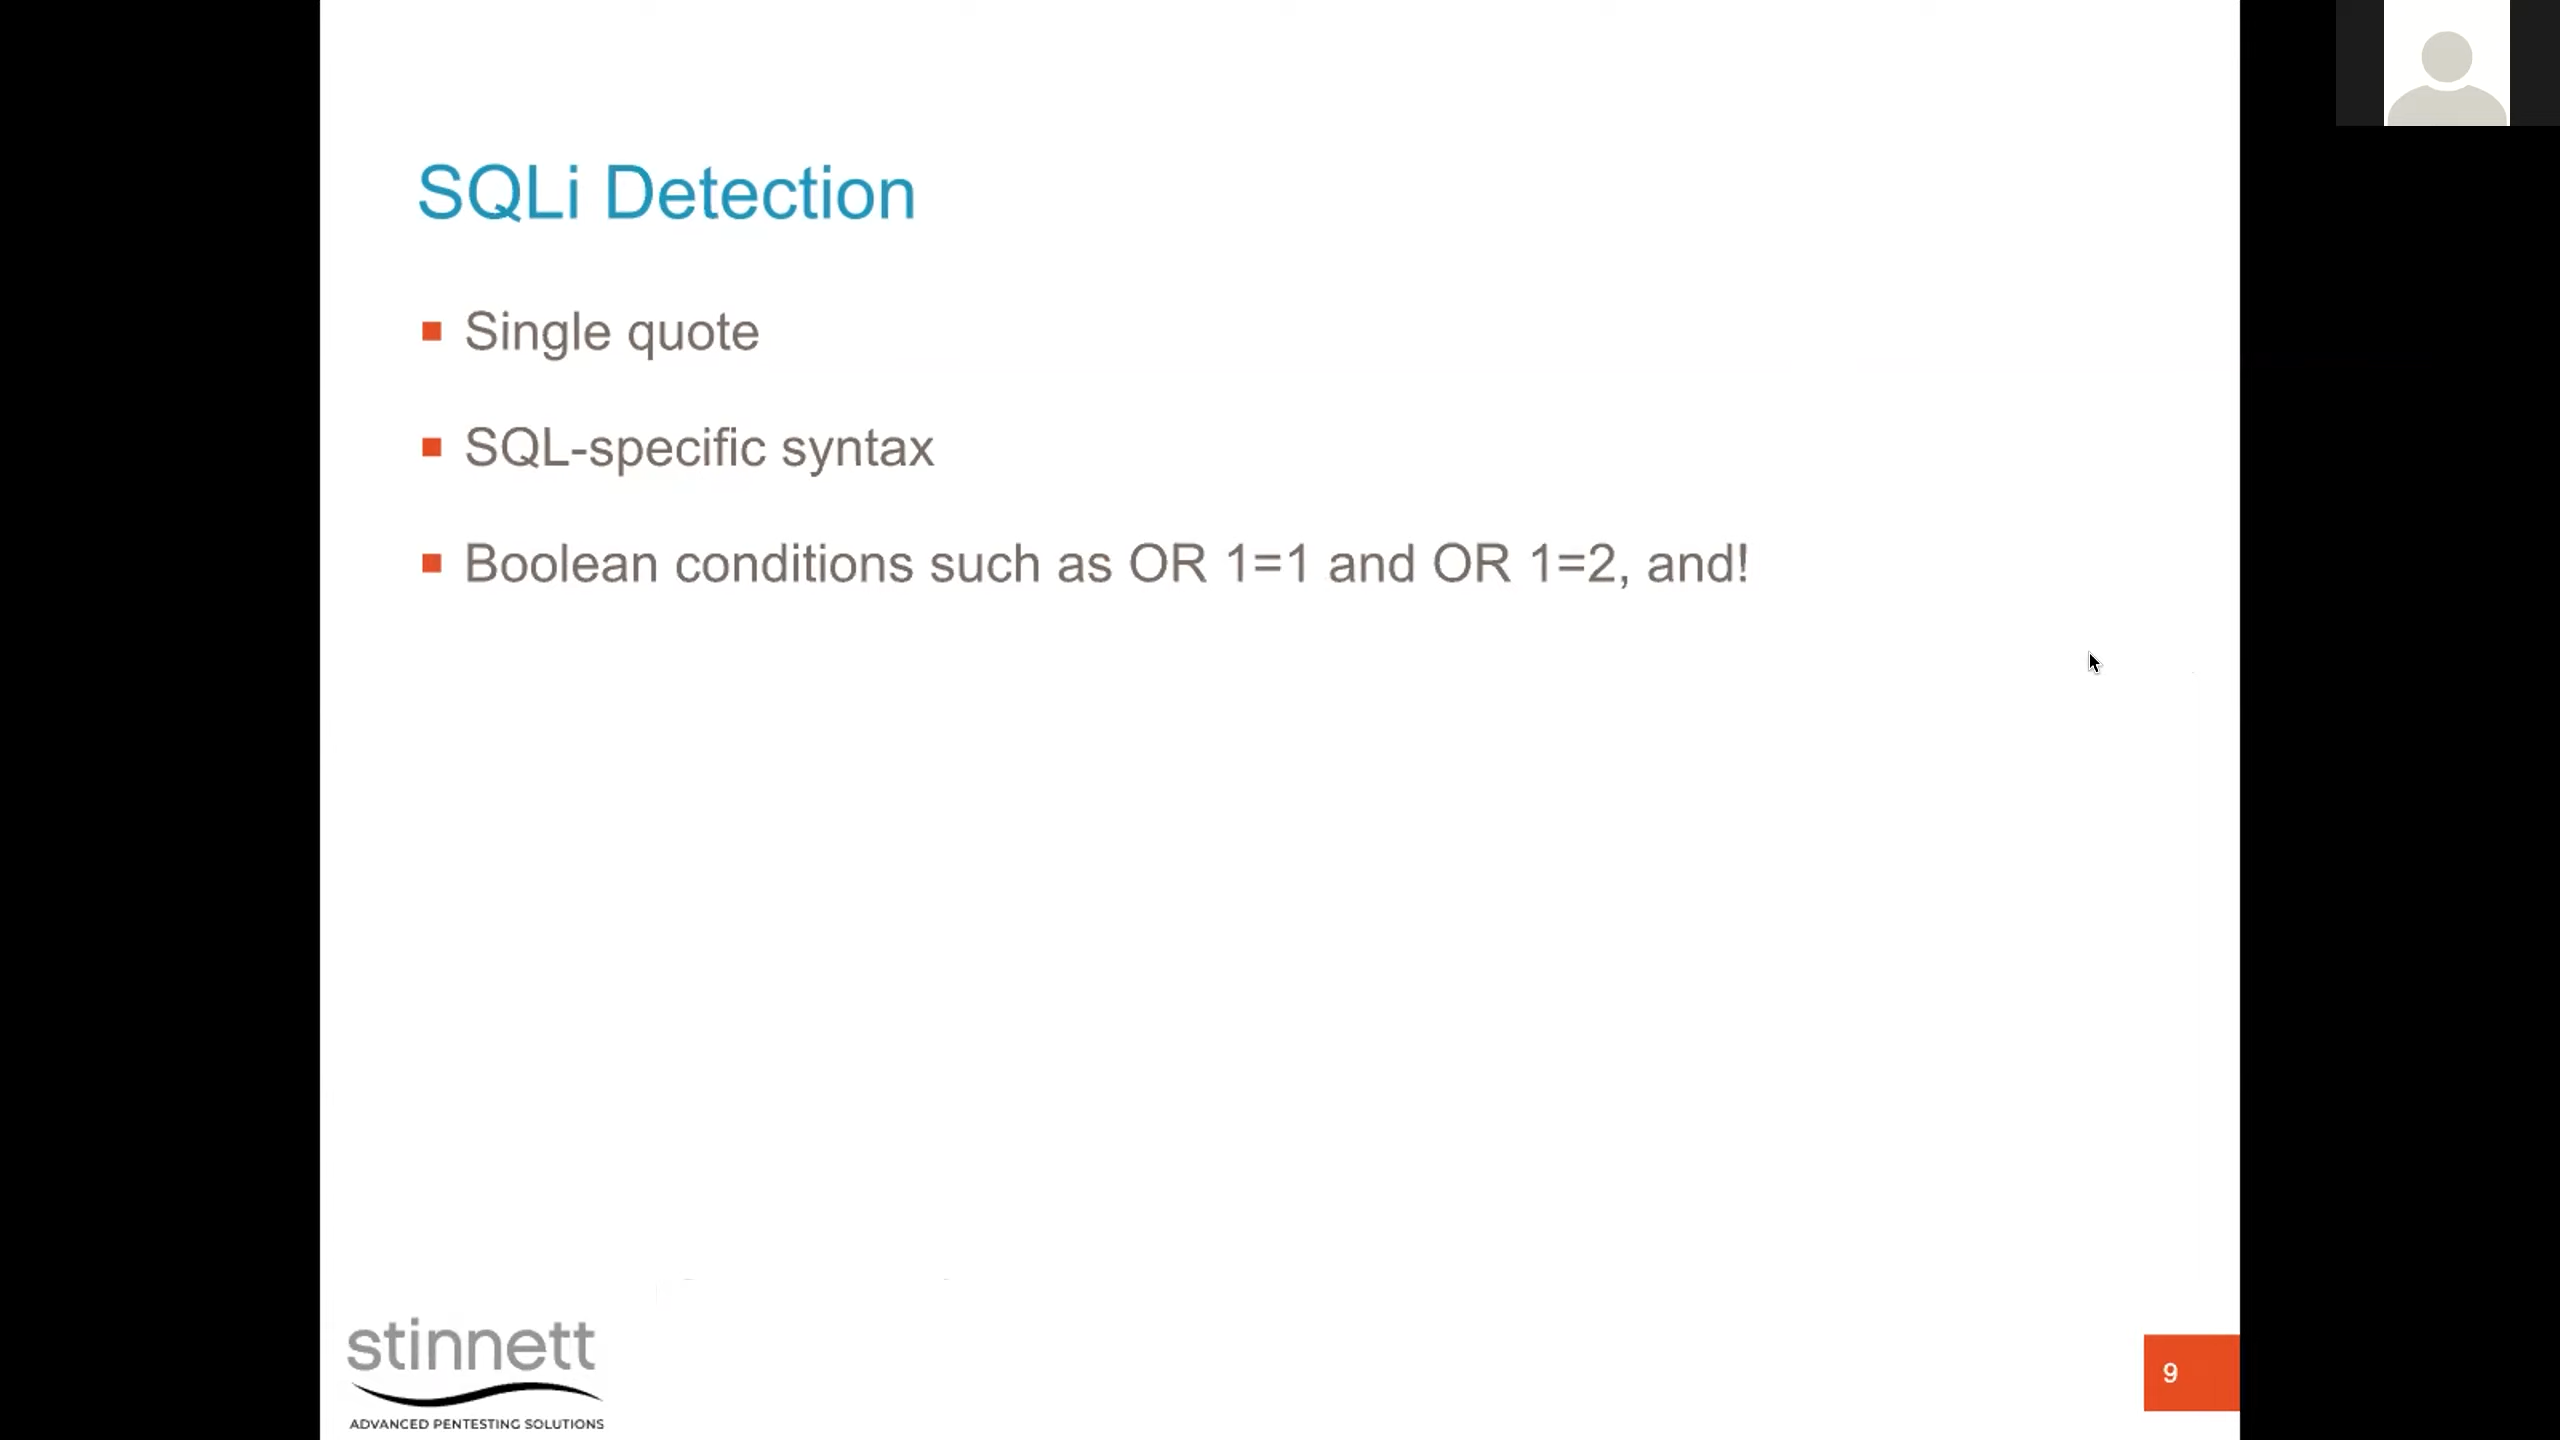 SQLi Detection
Single quote
SQL-specific syntax
Boolean conditions such as OR 1=1 and OR 1=2, and!
stinnett
ADVANCED PENTESTING SOLUTIONS
9